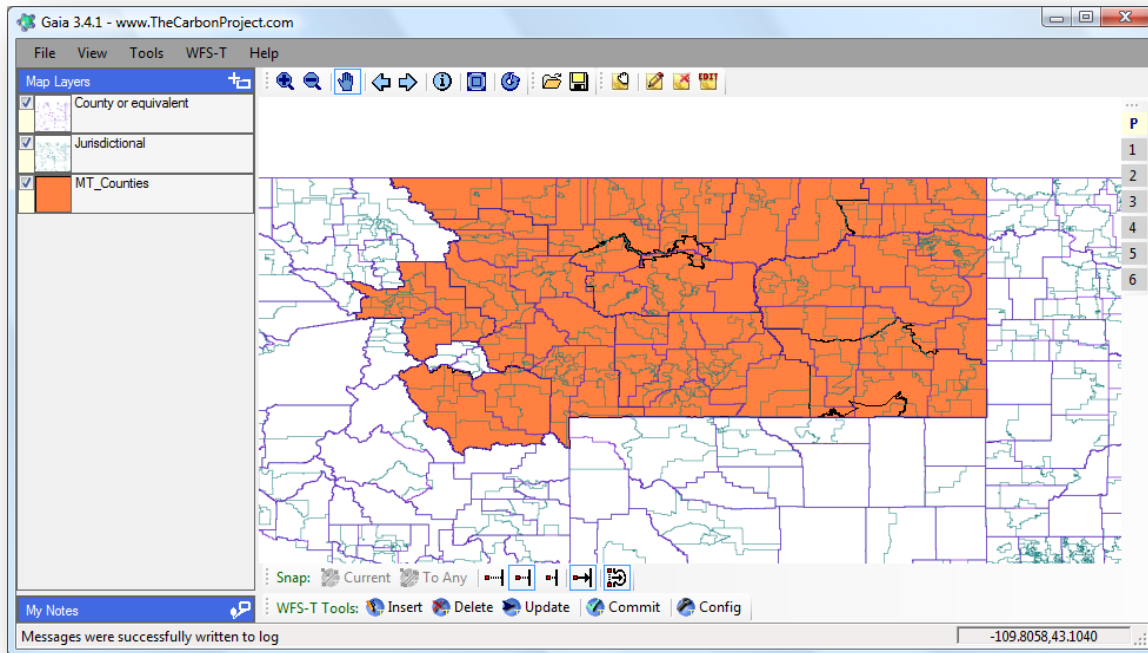 Gaia 3.4.1 - www.TheCarbonProject.com
File View Tools WFS-T Help
Map Layers
County or equivalent
Jurisdictional
MT_Counties
EDIT
P
1
2
3
4
5
6
Snap: Current To Any
My Notes
WFS-T Tools: Insert Delete Update Commit Config
Messages were successfully written to log
-109.8058,43.1040